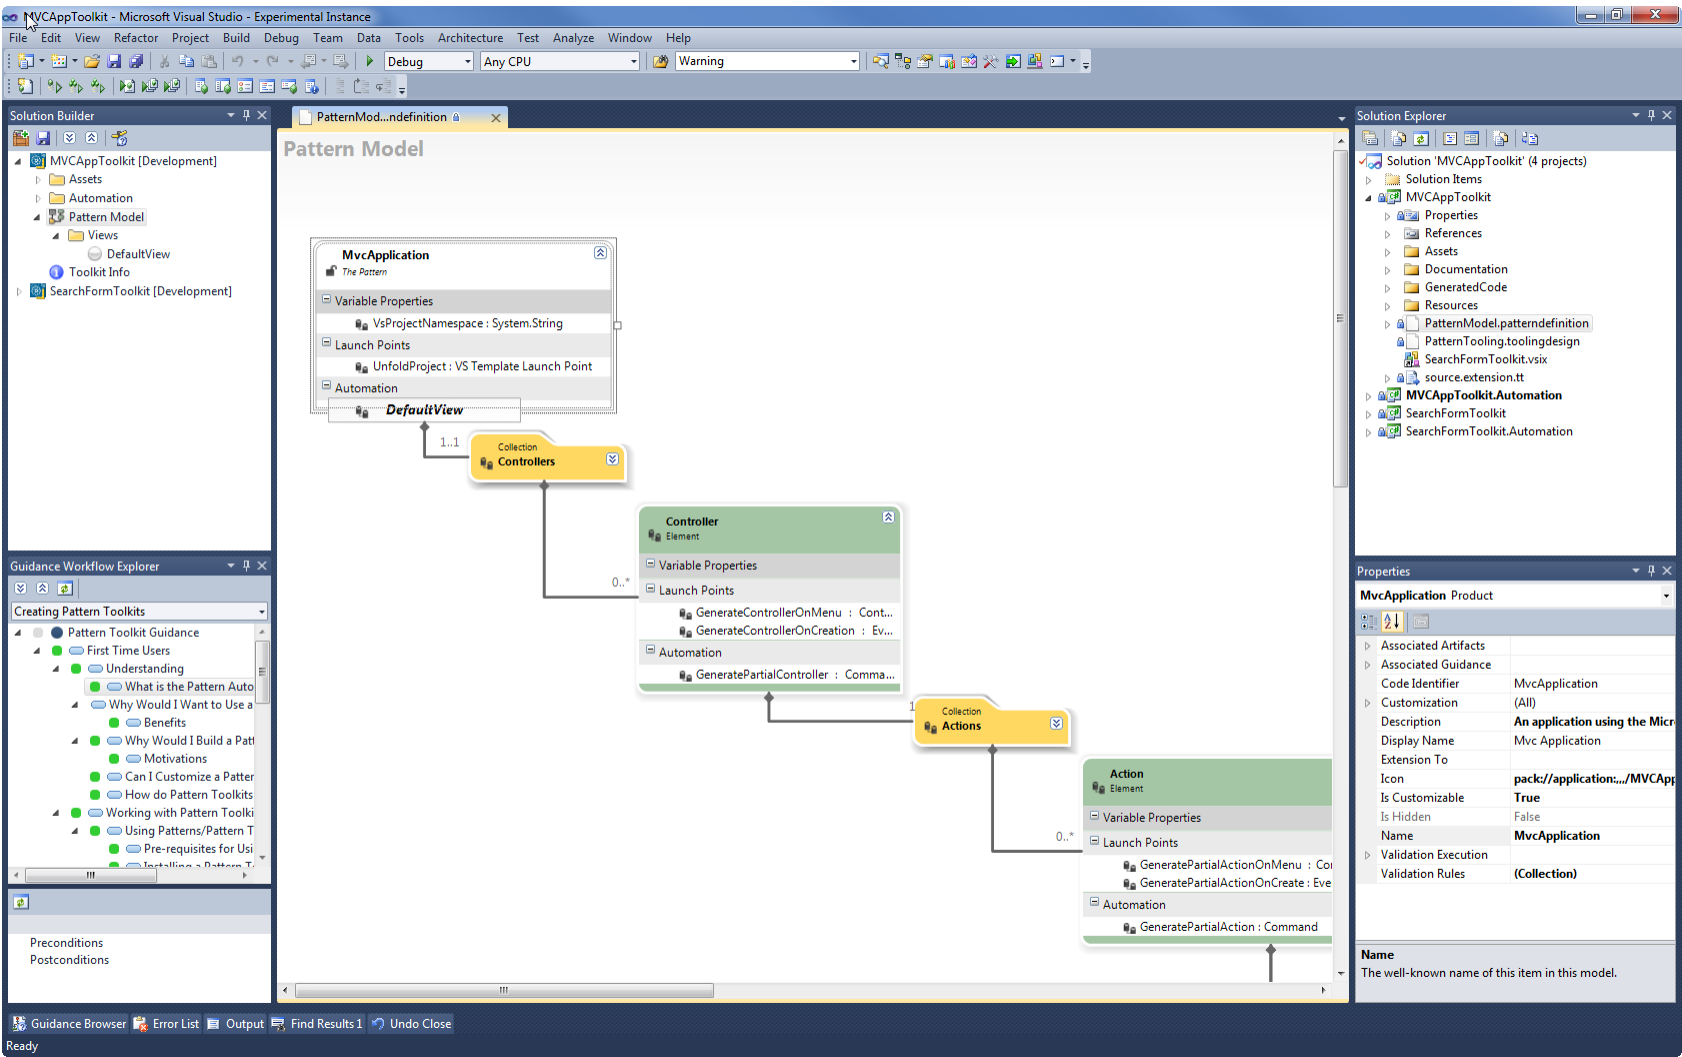 MVCAppToolkit - Microsoft Visual Studio - Experimental Instance
File Edit View Refactor Project Build Debug Team Data Tools Architecture Test Analyze Window Help
Debug Any CPU Warning
Solution Builder
MVCAppToolkit [Development]
Assets
Automation
Pattern Model
Views
DefaultView
Toolkit Info
SearchFormToolkit [Development]
Guidance Workflow Explorer
Creating Pattern Toolkits
Pattern Toolkit Guidance
First Time Users
Understanding
What is the Pattern Auto
Why Would I Want to Use a
Benefits
Why Would I Build a Patt
Motivations
Can I Customize a Patter
How do Pattern Toolkits
Working with Pattern Toolki
Using Patterns/Pattern T
Pre-requisites for Usi
Installing a Pattern T
Preconditions
Postconditions
PatternMod...ndefinition
Pattern Model
MvcApplication
The Pattern
Variable Properties
VsProjectNamespace : System.String
Launch Points
UnfoldProject : VS Template Launch Point
Automation
DefaultView
1..1
Collection
Controllers
0..*
Controller
Element
Variable Properties
Launch Points
GenerateControllerOnMenu : Cont...
GenerateControllerOnCreation : Ev...
Automation
GeneratePartialController : Comma...
1
Collection
Actions
0..*
Action
Element
Variable Properties
Launch Points
GeneratePartialActionOnMenu : Co
GeneratePartialActionOnCreate : Eve
Automation
GeneratePartialAction : Command
Solution Explorer
Solution 'MVCAppToolkit' (4 projects)
Solution Items
MVCAppToolkit
Properties
References
Assets
Documentation
GeneratedCode
Resources
PatternModel.patterndefinition
PatternTooling.toolingdesign
SearchFormToolkit.vsix
source.extension.tt
MVCAppToolkit.Automation
SearchFormToolkit
SearchFormToolkit.Automation
Properties
MvcApplication Product
Associated Artifacts
Associated Guidance
Code Identifier MvcApplication
Customization (All)
Description An application using the Micr
Display Name Mvc Application
Extension To
Icon pack://application:,,,/MVCApp
Is Customizable True
Is Hidden False
Name MvcApplication
Validation Execution
Validation Rules (Collection)
Name
The well-known name of this item in this model.
Guidance Browser Error List Output Find Results 1 Undo Close
Ready